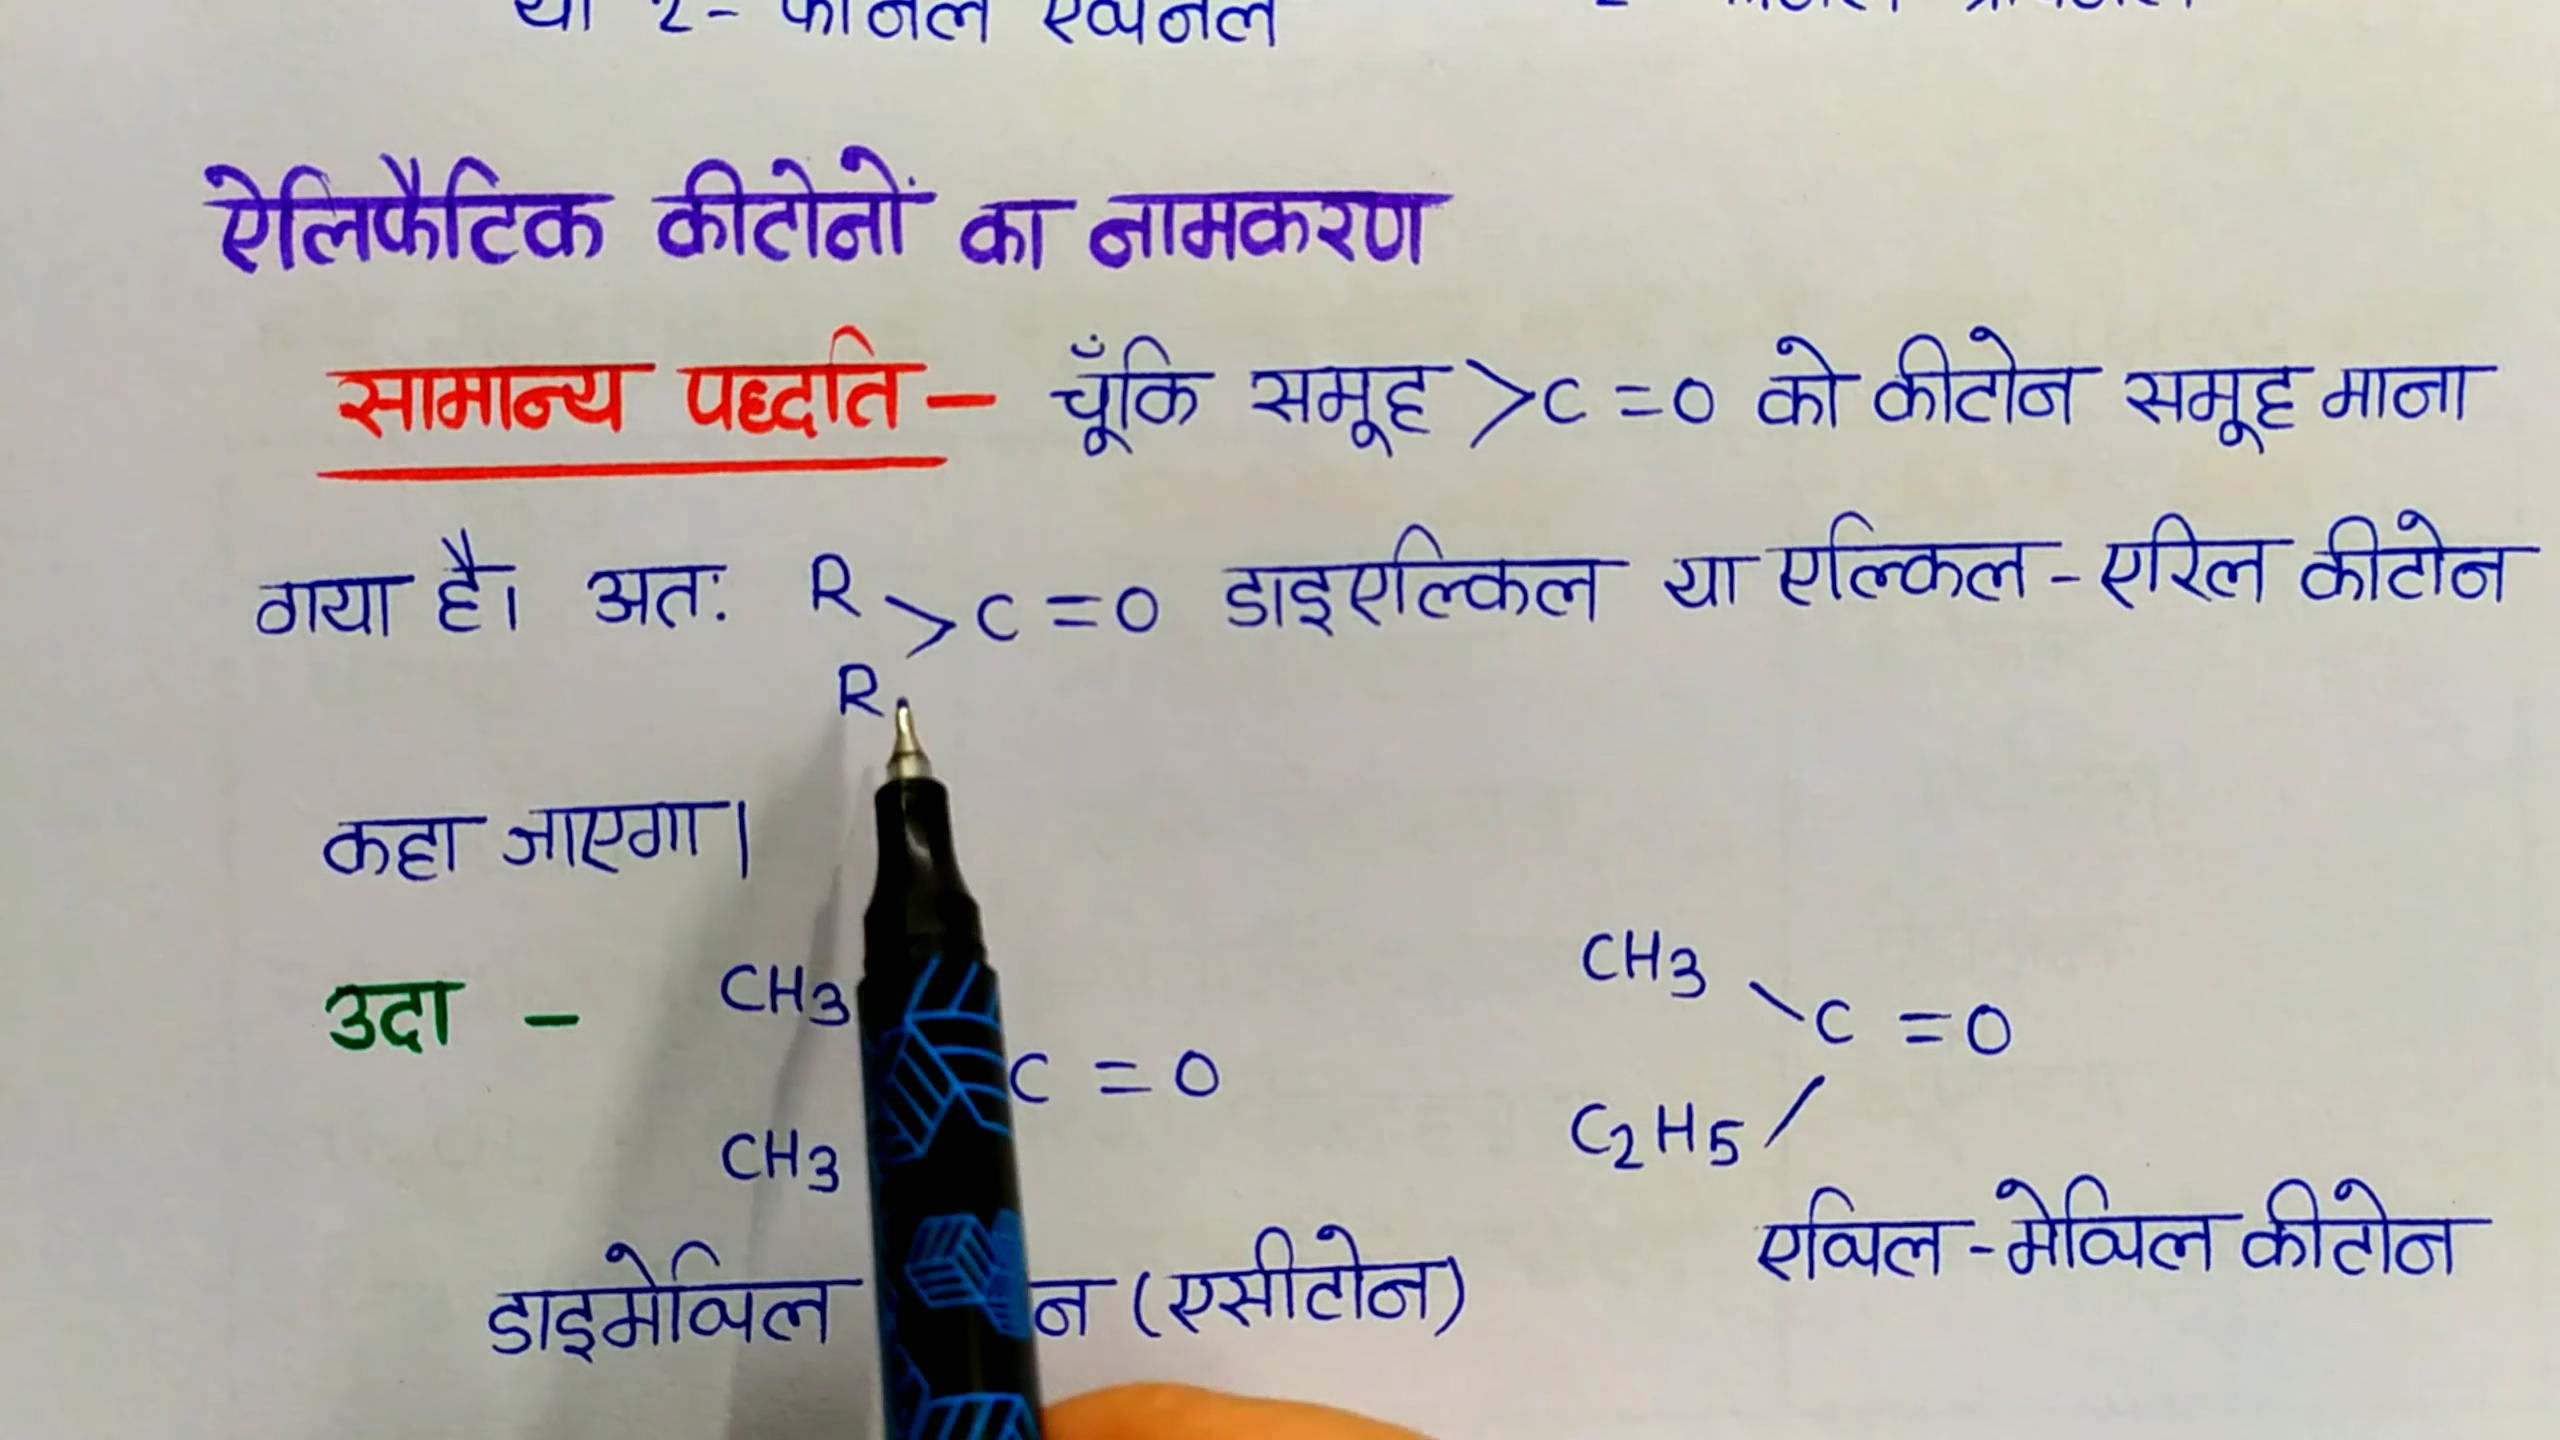 या 2-
ऐलिफैटिक कीटोनों का नामकरण
सामान्य पद्धति – चूँकि समूह >C=O को कीटोन समूह माना
गया है। अतः R >C=O डाइएल्किल या एल्किल-एरिल कीटोन
R
कहा जाएगा।
उदा –
CH3
C=O
CH3
डाइमेथिल न (एसीटोन)
CH3
C=O
C2H5
एथिल-मेथिल कीटोन